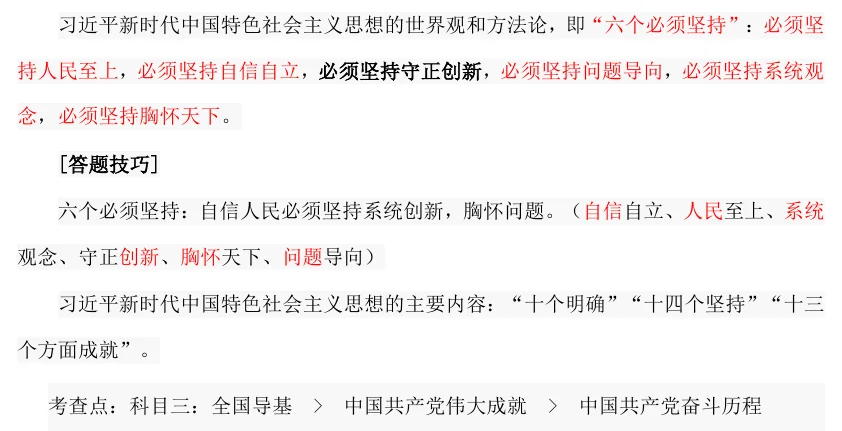 习近平新时代中国特色社会主义思想的世界观和方法论，即“六个必须坚持”：必须坚
持人民至上，必须坚持自信自立，必须坚持守正创新，必须坚持问题导向，必须坚持系统观
念，必须坚持胸怀天下。
[答题技巧]
六个必须坚持：自信人民必须坚持系统创新，胸怀问题。（自信自立、人民至上、系统
观念、守正创新、胸怀天下、问题导向）
习近平新时代中国特色社会主义思想的主要内容：“十个明确”“十四个坚持”“十三
个方面成就”。
考查点：科目三：全国导基 > 中国共产党伟大成就 > 中国共产党奋斗历程